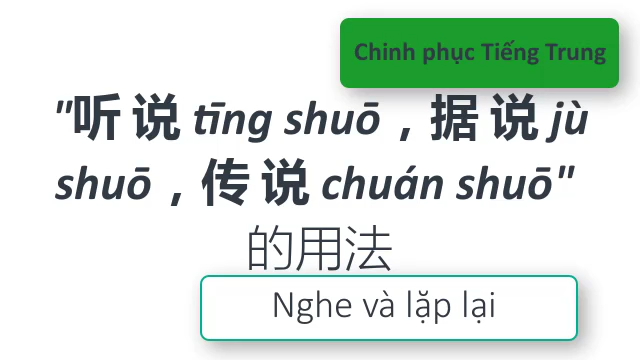 Chinh phục Tiếng Trung
"听 说 tīng shuō , 据 说 jù
shuō , 传 说 chuán shuō"
的用法
Nghe và lặp lại